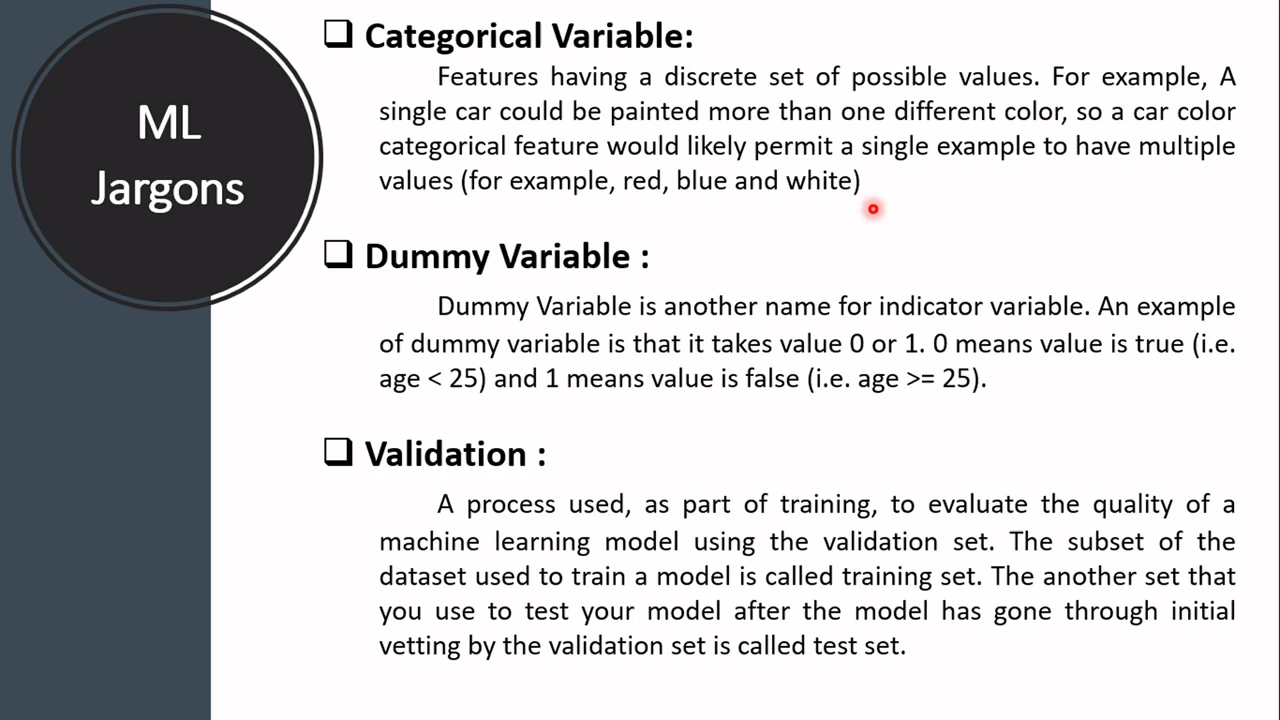 ML
Jargons
❑ Categorical Variable:
Features having a discrete set of possible values. For example, A
single car could be painted more than one different color, so a car color
categorical feature would likely permit a single example to have multiple
values (for example, red, blue and white)
❑ Dummy Variable :
Dummy Variable is another name for indicator variable. An example
of dummy variable is that it takes value 0 or 1. 0 means value is true (i.e.
age < 25) and 1 means value is false (i.e. age >= 25).
❑ Validation :
A process used, as part of training, to evaluate the quality of a
machine learning model using the validation set. The subset of the
dataset used to train a model is called training set. The another set that
you use to test your model after the model has gone through initial
vetting by the validation set is called test set.